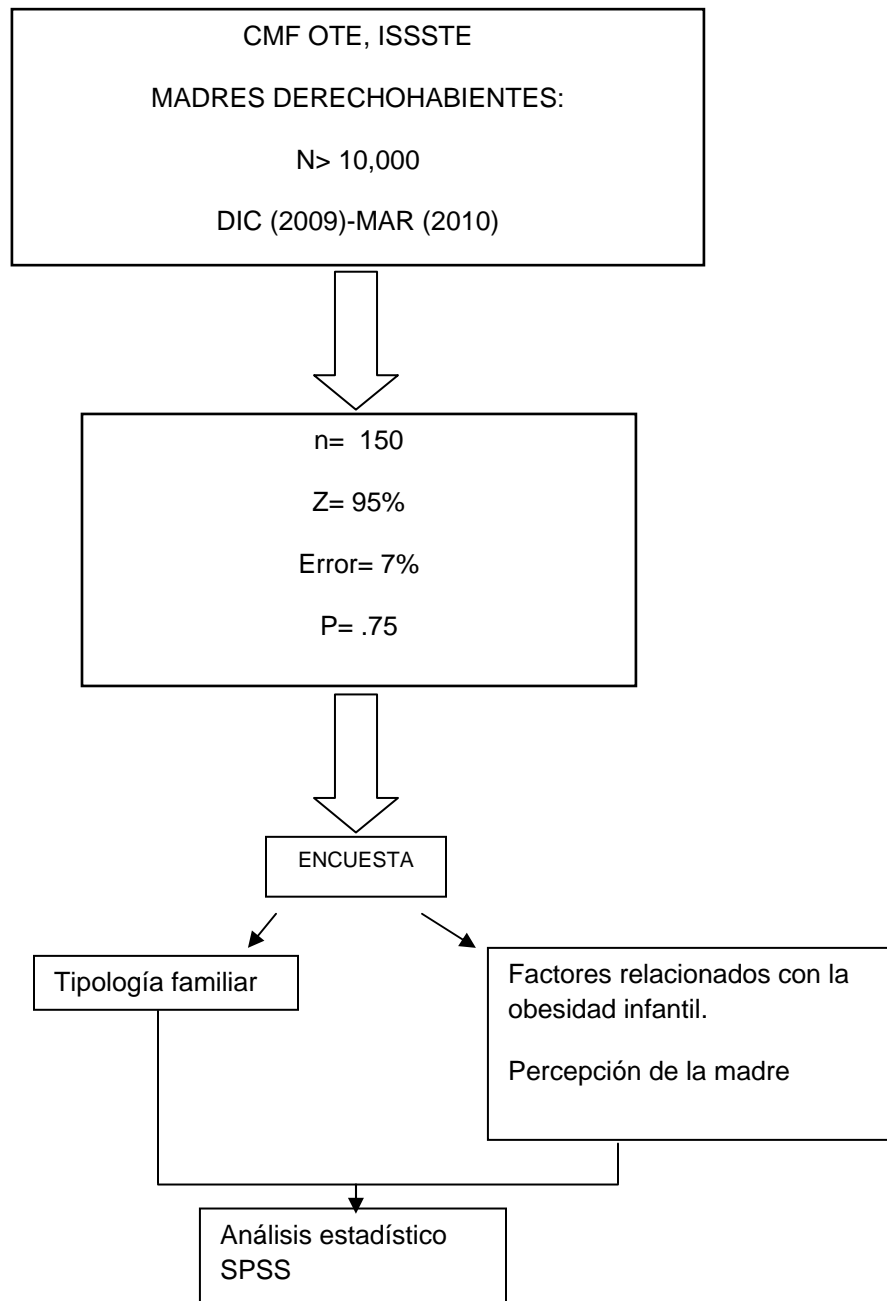 CMF OTE, ISSSTE
MADRES DERECHOHABIENTES:
N> 10,000
DIC (2009)-MAR (2010)
n= 150
Z= 95%
Error= 7%
P= .75
ENCUESTA
Tipología familiar
Factores relacionados con la
obesidad infantil.
Percepción de la madre
Análisis estadístico
SPSS